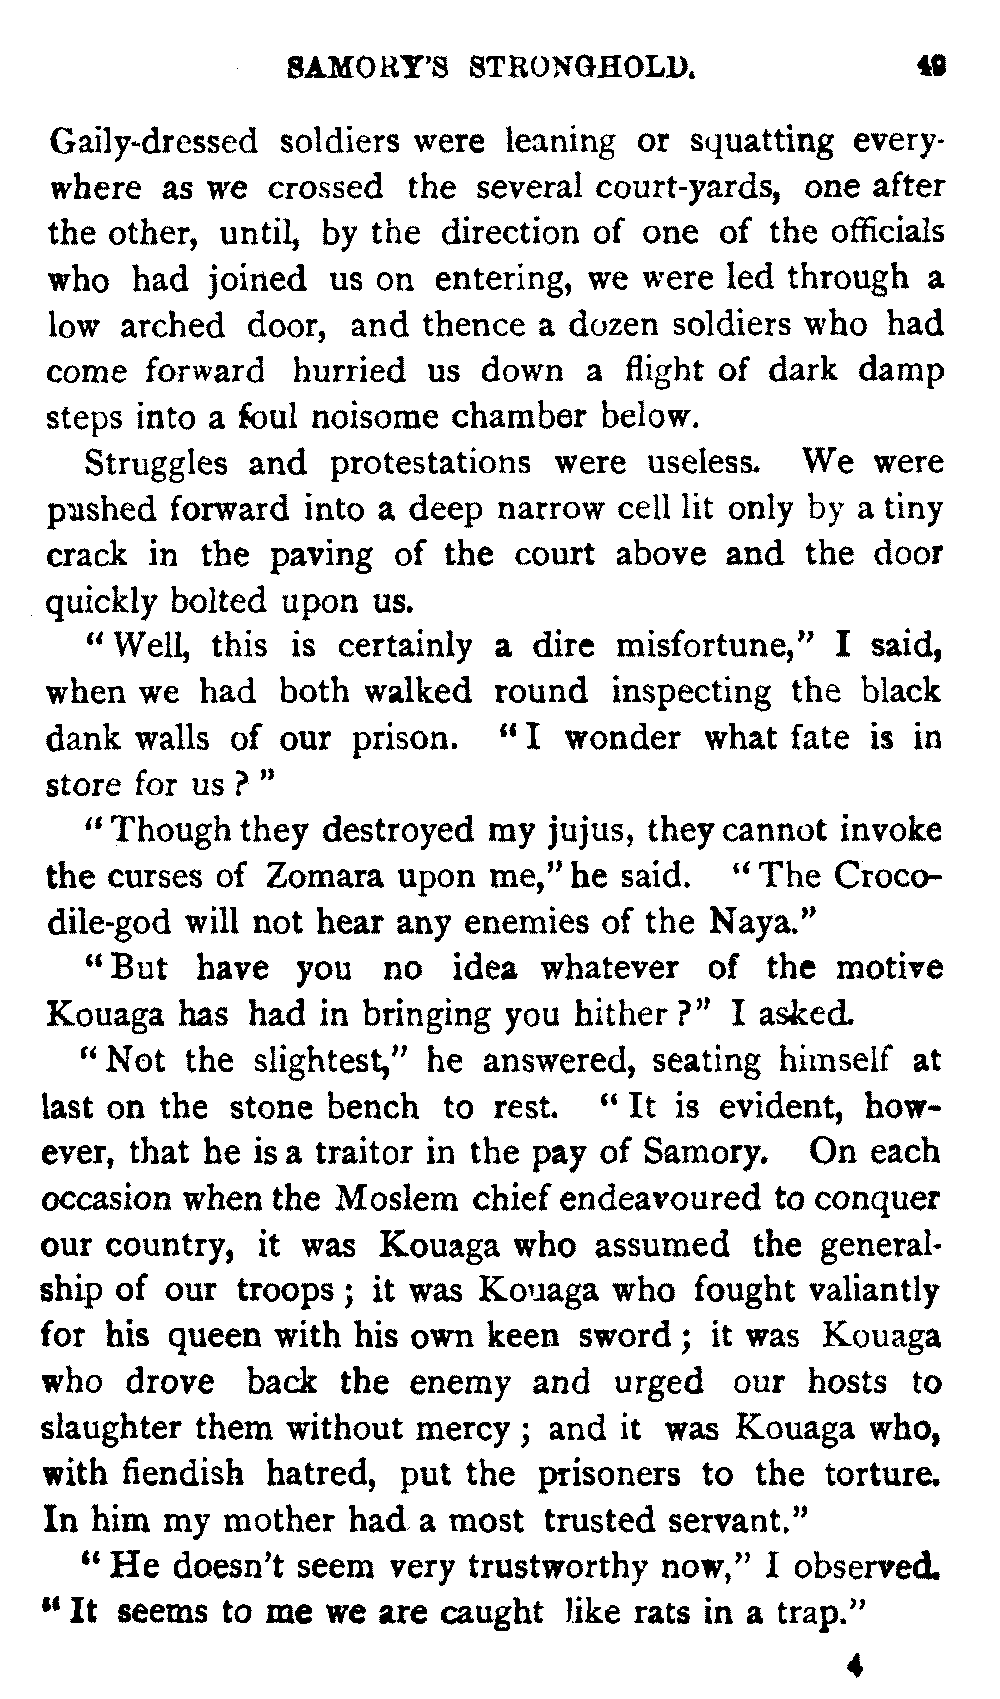 SAMORY'S STRONGHOLD. 49
Gaily-dressed soldiers were leaning or squatting every-
where as we crossed the several court-yards, one after
the other, until, by the direction of one of the officials
who had joined us on entering, we were led through a
low arched door, and thence a dozen soldiers who had
come forward hurried us down a flight of dark damp
steps into a foul noisome chamber below.
Struggles and protestations were useless. We were
pushed forward into a deep narrow cell lit only by a tiny
crack in the paving of the court above and the door
quickly bolted upon us.
“Well, this is certainly a dire misfortune,” I said,
when we had both walked round inspecting the black
dank walls of our prison. “I wonder what fate is in
store for us?”
“Though they destroyed my jujus, they cannot invoke
the curses of Zomara upon me,” he said. “The Croco-
dile-god will not hear any enemies of the Naya.”
“But have you no idea whatever of the motive
Kouaga has had in bringing you hither?” I asked.
“Not the slightest,” he answered, seating himself at
last on the stone bench to rest. “It is evident, how-
ever, that he is a traitor in the pay of Samory. On each
occasion when the Moslem chief endeavoured to conquer
our country, it was Kouaga who assumed the general-
ship of our troops; it was Kouaga who fought valiantly
for his queen with his own keen sword; it was Kouaga
who drove back the enemy and urged our hosts to
slaughter them without mercy; and it was Kouaga who,
with fiendish hatred, put the prisoners to the torture.
In him my mother had a most trusted servant.”
“He doesn't seem very trustworthy now,” I observed.
“It seems to me we are caught like rats in a trap.”
4